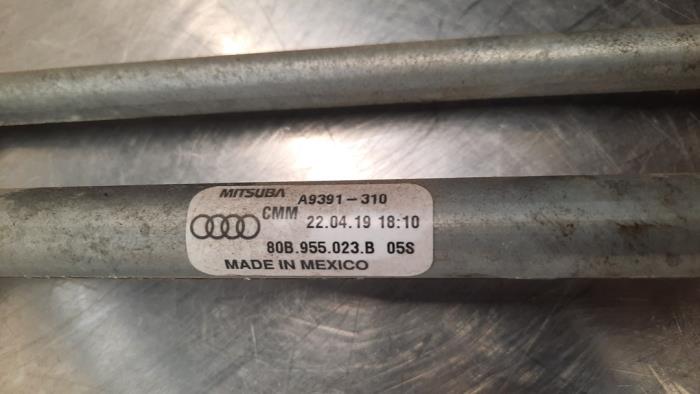 MITSUBA A9391-310
CMM 22.04.19 18:10
80B.955.023.B 05S
MADE IN MEXICO